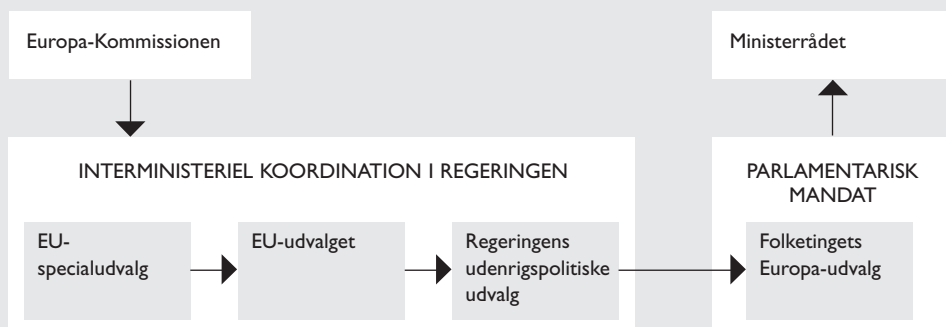 Europa-Kommissionen
Ministerrådet
INTERMINISTERIEL KOORDINATION I REGERINGEN
PARLAMENTARISK
MANDAT
EU-
specialudvalg
EU-udvalget
Regeringens
udenrigspolitiske
udvalg
Folketingets
Europa-udvalg